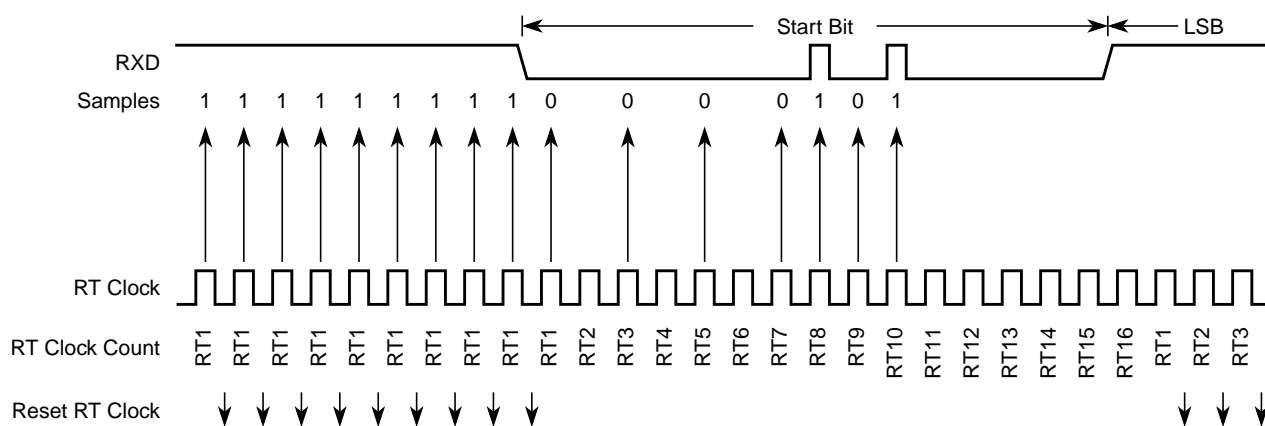 Start Bit LSB
RXD
Samples 1 1 1 1 1 1 1 1 1 0 0 0 0 1 0 1
RT Clock
RT Clock Count RT1 RT1 RT1 RT1 RT1 RT1 RT1 RT1 RT1 RT1 RT2 RT3 RT4 RT5 RT6 RT7 RT8 RT9 RT10 RT11 RT12 RT13 RT14 RT15 RT16 RT1 RT2 RT3
Reset RT Clock